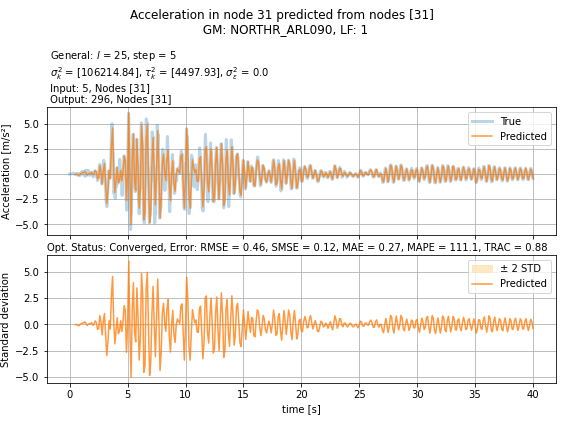 Acceleration in node 31 predicted from nodes [31]
GM: NORTHR_ARL090, LF: 1
General: l = 25, step = 5
σ_k^2 = [106214.84], τ_k^2 = [4497.93], σ_ε^2 = 0.0
Input: 5, Nodes [31]
Output: 296, Nodes [31]
Acceleration [m/s²]
5.0
2.5
0.0
−2.5
−5.0
True
Predicted
Opt. Status: Converged, Error: RMSE = 0.46, SMSE = 0.12, MAE = 0.27, MAPE = 111.1, TRAC = 0.88
Standard deviation
5.0
2.5
0.0
−2.5
−5.0
± 2 STD
Predicted
0 5 10 15 20 25 30 35 40
time [s]